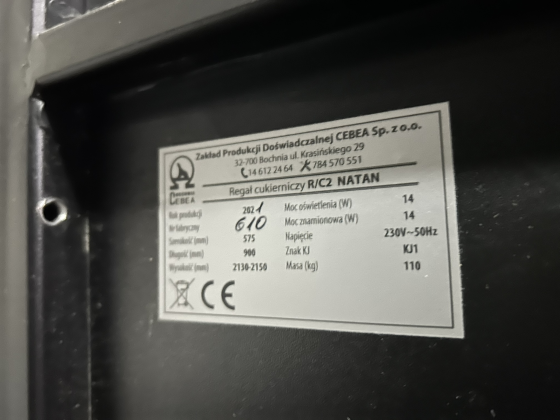 Zakład Produkcji Doświadczalnej CEBEA Sp. z o.o.
32-700 Bochnia ul. Krasińskiego 29
14 612 24 64 784 570 551
CEBEA
Regał cukierniczy R/C2 NATAN
Rok produkcji 2021 Moc oświetlenia (W) 14
Nr fabryczny 610 Moc znamionowa (W) 14
Szerokość (mm) 575 Napięcie 230V~50Hz
Długość (mm) 900 Znak KJ KJ1
Wysokość (mm) 2130-2150 Masa (kg) 110
CE